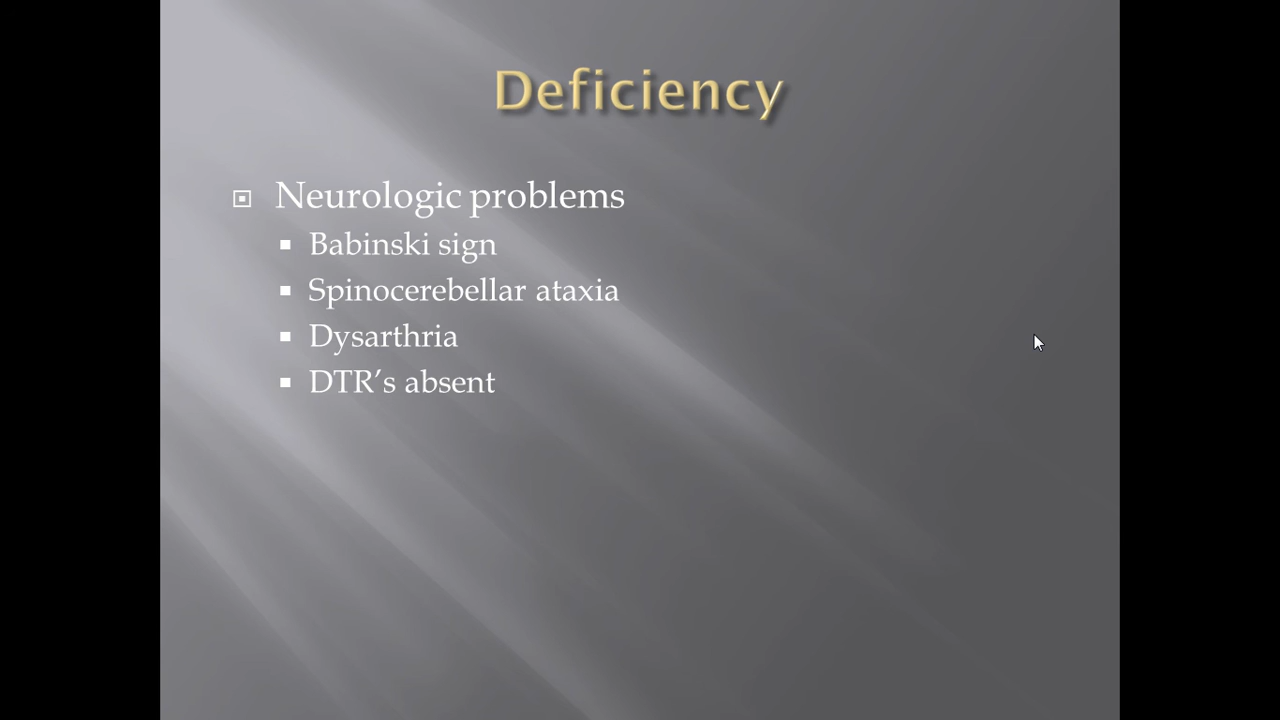 Deficiency
Neurologic problems
Babinski sign
Spinocerebellar ataxia
Dysarthria
DTR’s absent